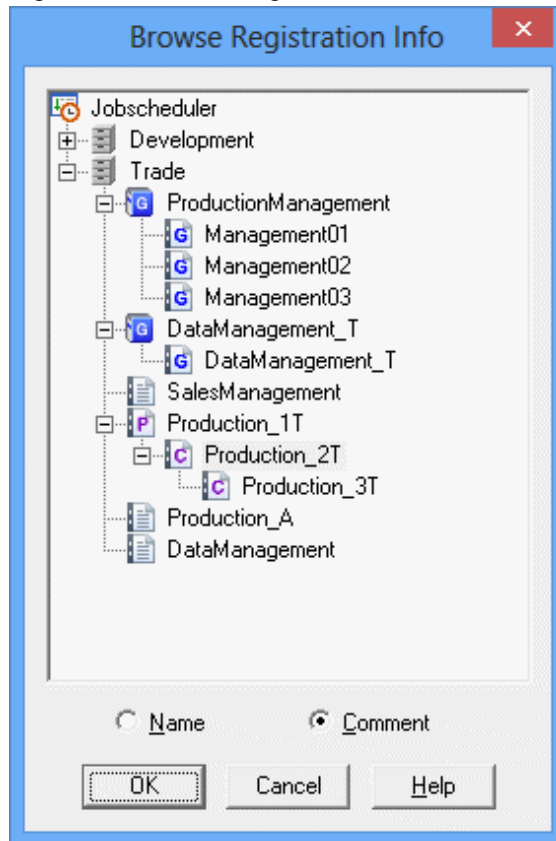 Browse Registration Info
Jobscheduler
Development
Trade
ProductionManagement
G Management01
G Management02
G Management03
G DataManagement_T
G DataManagement_T
SalesManagement
P Production_1T
C Production_2T
C Production_3T
Production_A
DataManagement
Name Comment
OK Cancel Help